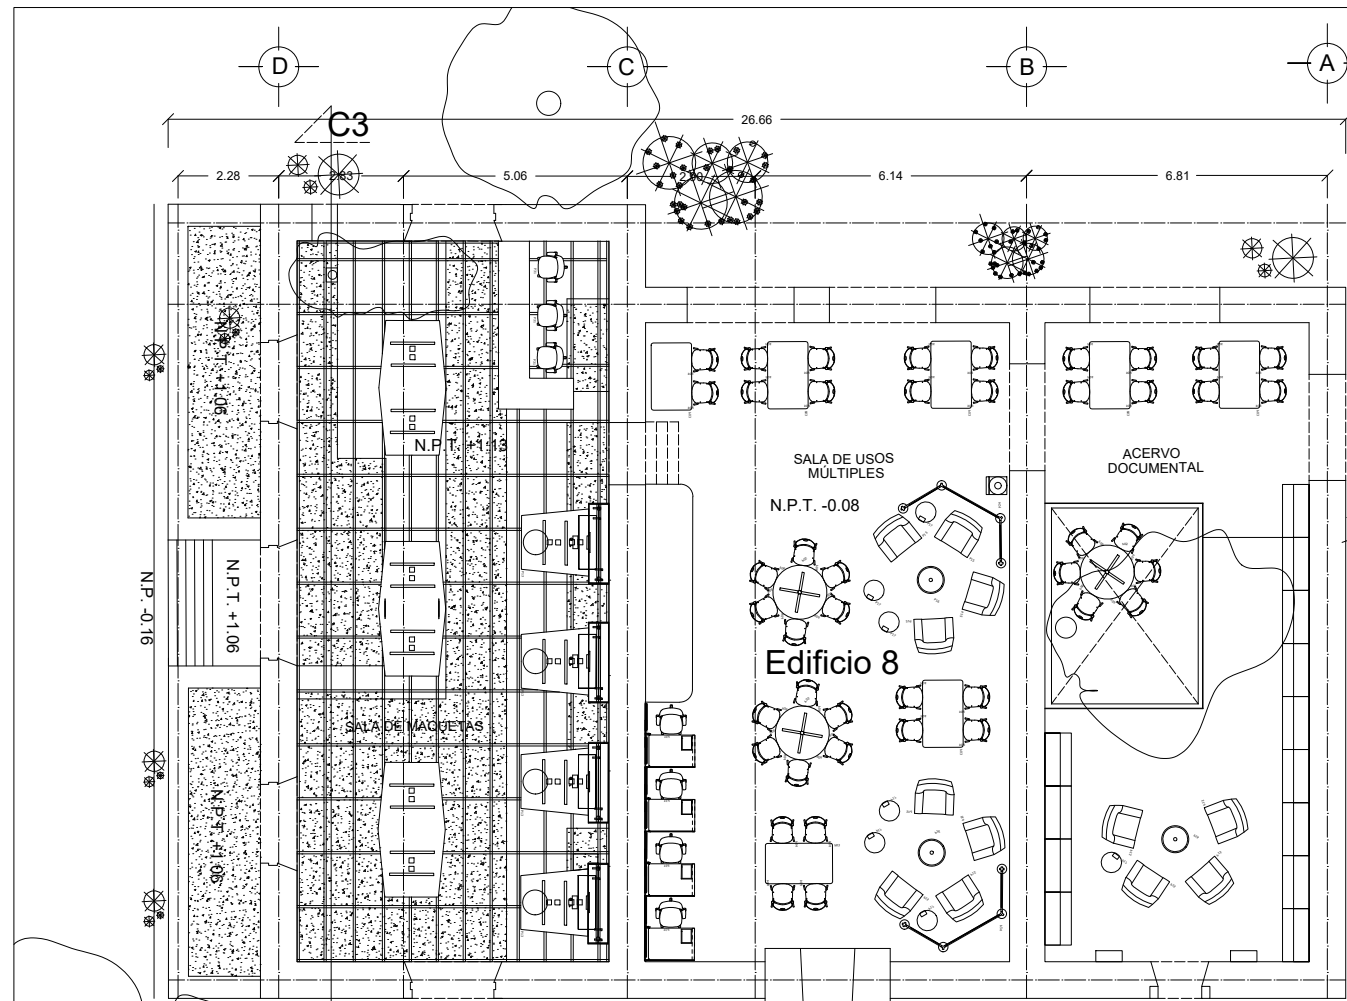 D
C
B
A
C3
26.66
2.28
2.83
5.06
6.14
6.81
N.P.T. +1.06
N.P.T. +1.13
SALA DE USOS
MÚLTIPLES
ACERVO
DOCUMENTAL
N.P.T. -0.08
N.P. -0.16
N.P.T. +1.06
Edificio 8
SALA DE MAQUETAS
N.P.T. +1.06